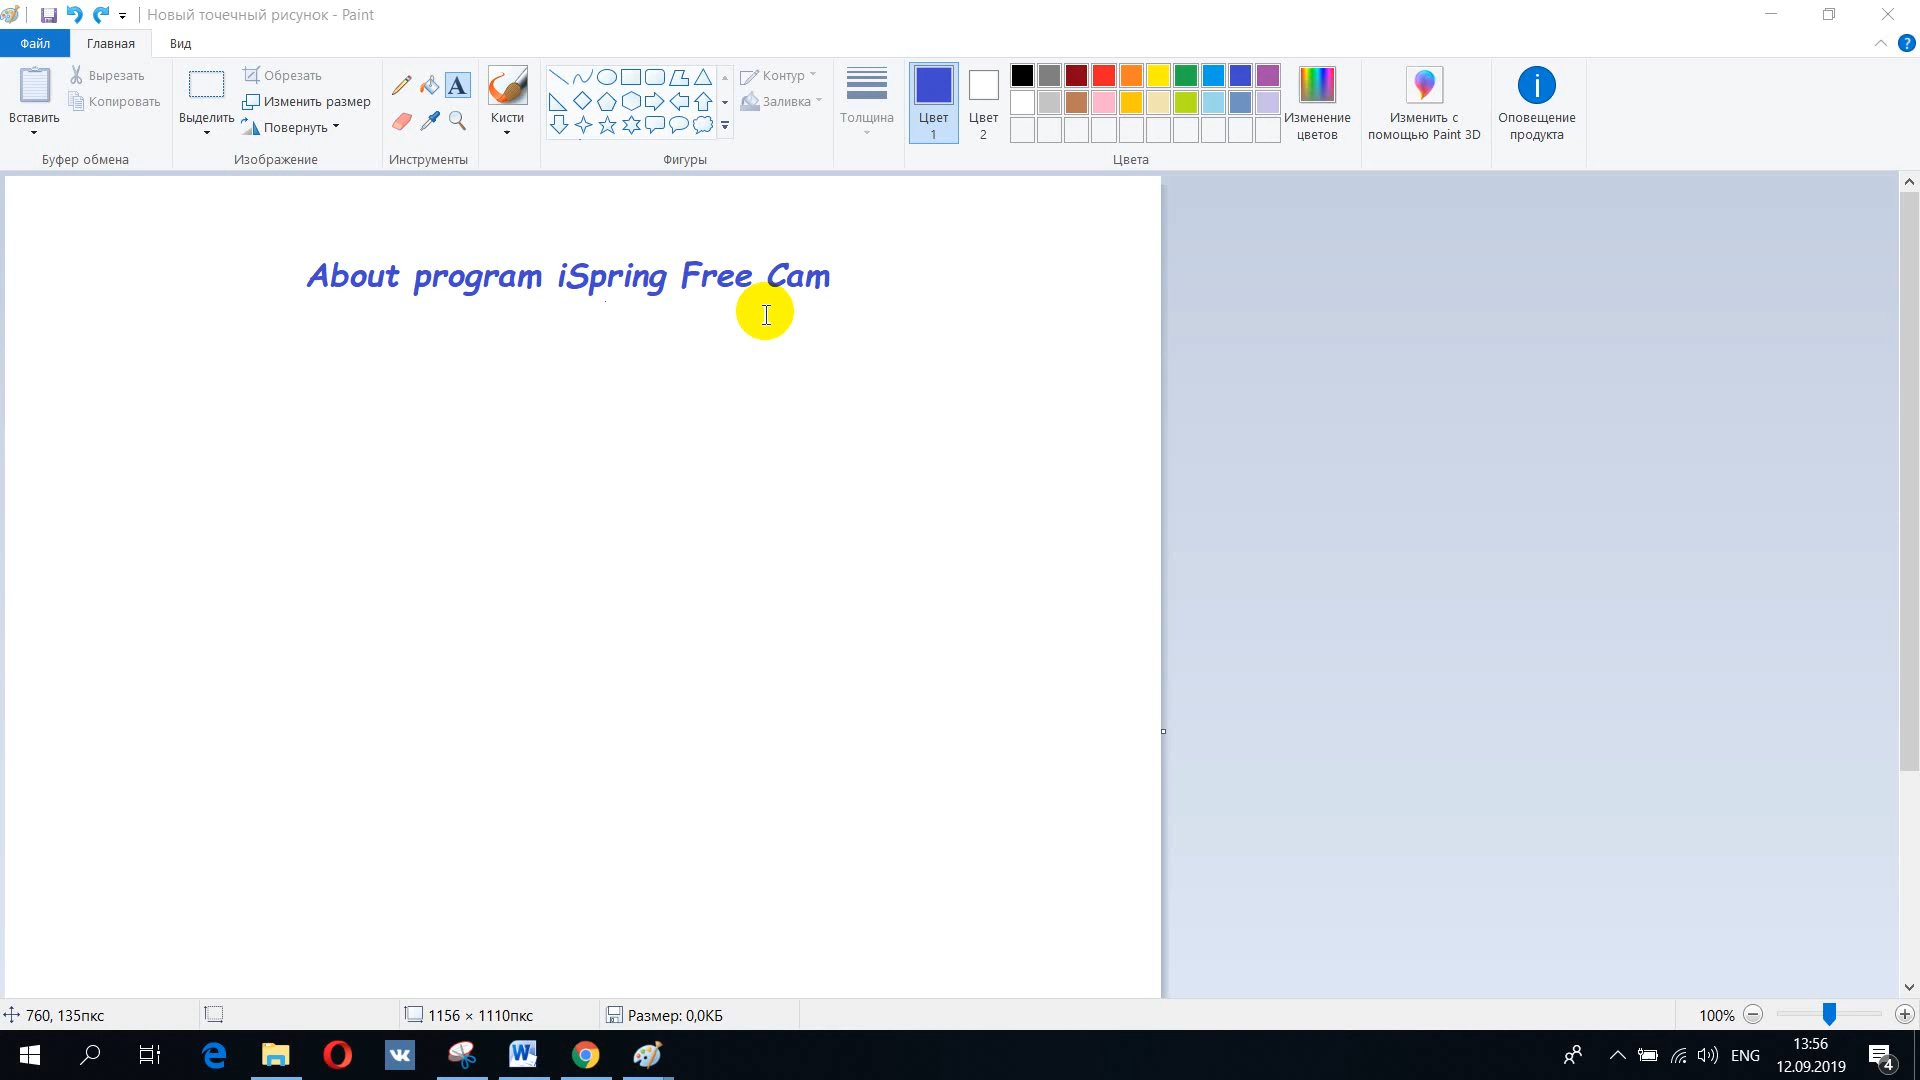 Новый точечный рисунок - Paint
Файл
Главная
Вид
Вставить
Вырезать
Копировать
Буфер обмена
Выделить
Обрезать
Изменить размер
Повернуть
Изображение
A
Инструменты
Кисти
Контур
Заливка
Фигуры
Толщина
Цвет
1
Цвет
2
Изменение
цветов
Цвета
Изменить с
помощью Paint 3D
Оповещение
продукта
About program iSpring Free Cam
760, 135пкс
1156 × 1110пкс
Размер: 0,0КБ
100%
ENG
13:56
12.09.2019
4